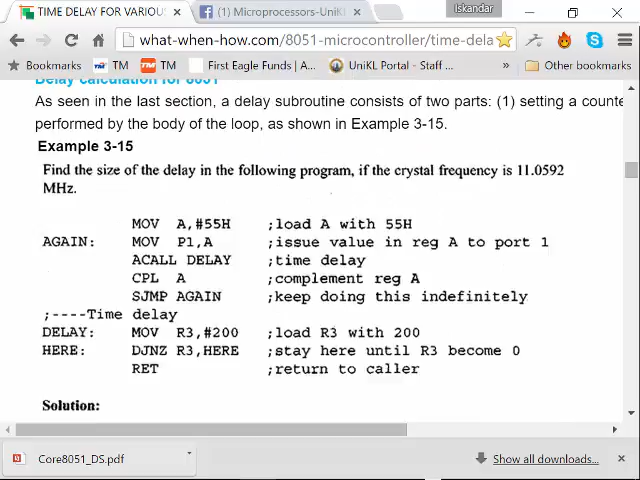 Iskandar
TIME DELAY FOR VARIOUS
(1) Microprocessors-UniKL
what-when-how.com/8051-microcontroller/time-dela
Bookmarks TM TM First Eagle Funds | A... UniKL Portal - Staff ... » Other bookmarks
Delay calculation for 8051
As seen in the last section, a delay subroutine consists of two parts: (1) setting a counte
performed by the body of the loop, as shown in Example 3-15.
Example 3-15
Find the size of the delay in the following program, if the crystal frequency is 11.0592
MHz.
MOV A,#55H ;load A with 55H
AGAIN: MOV P1,A ;issue value in reg A to port 1
ACALL DELAY ;time delay
CPL A ;complement reg A
SJMP AGAIN ;keep doing this indefinitely
;----Time delay
DELAY: MOV R3,#200 ;load R3 with 200
HERE: DJNZ R3,HERE ;stay here until R3 become 0
RET ;return to caller
Solution:
Core8051_DS.pdf
Show all downloads...